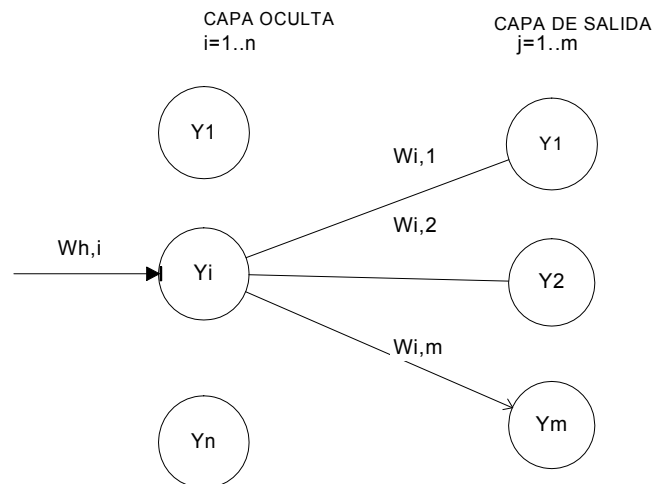 CAPA OCULTA
i=1..n
CAPA DE SALIDA
j=1..m
Y1
Y1
Wi,1
Wi,2
Wh,i
Yi
Y2
Wi,m
Yn
Ym